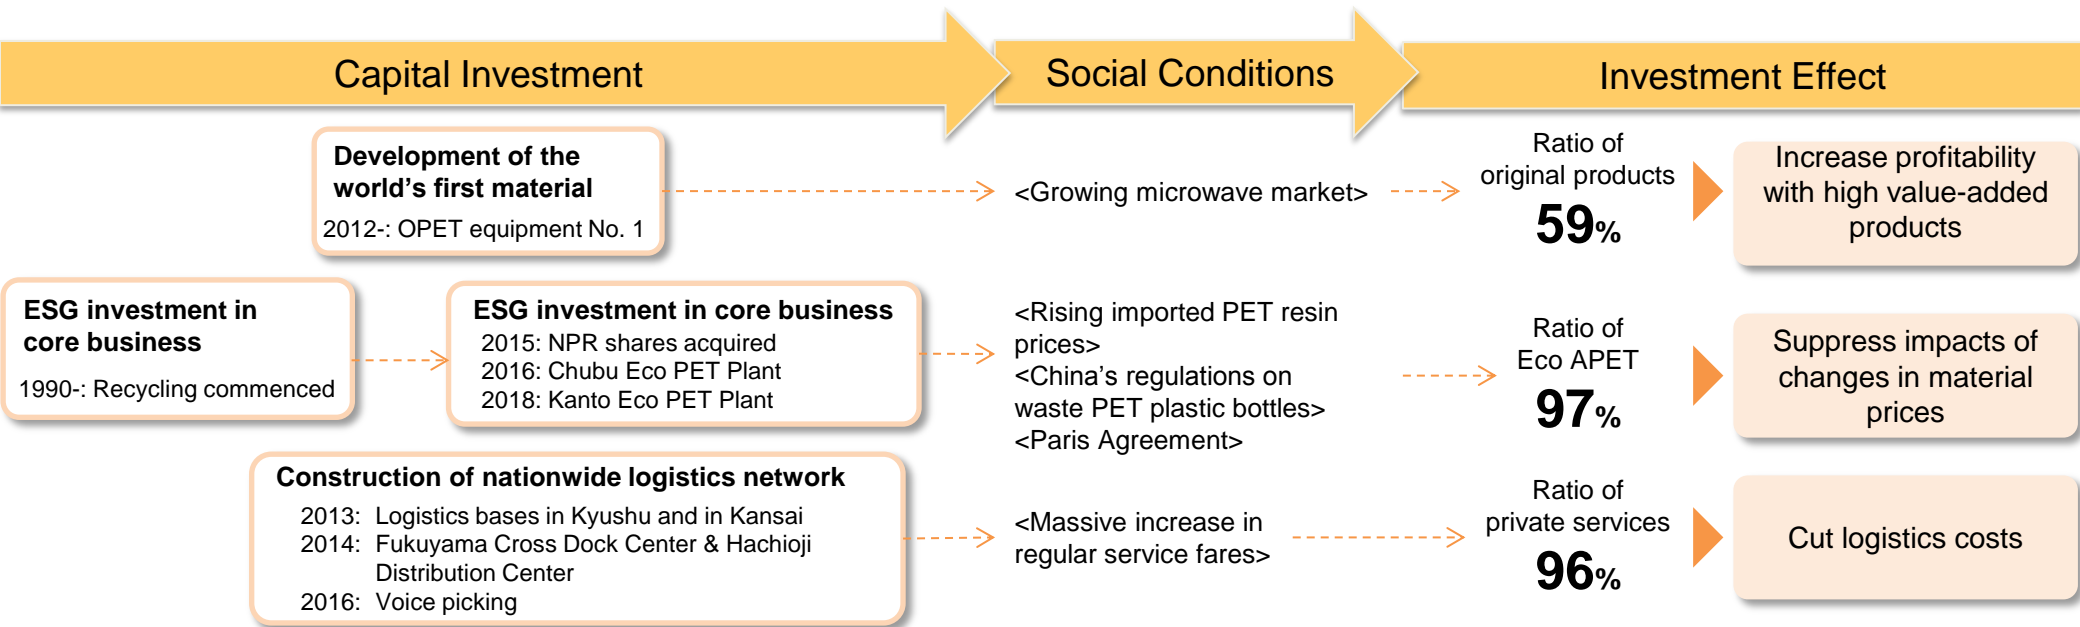 Capital Investment
Social Conditions
Investment Effect
Development of the
world's first material
2012-: OPET equipment No. 1
<Growing microwave market>
Ratio of
original products
59%
Increase profitability
with high value-added
products
ESG investment in
core business
1990-: Recycling commenced
ESG investment in core business
2015: NPR shares acquired
2016: Chubu Eco PET Plant
2018: Kanto Eco PET Plant
<Rising imported PET resin
prices>
<China's regulations on
waste PET plastic bottles>
<Paris Agreement>
Ratio of
Eco APET
97%
Suppress impacts of
changes in material
prices
Construction of nationwide logistics network
2013: Logistics bases in Kyushu and in Kansai
2014: Fukuyama Cross Dock Center & Hachioji
Distribution Center
2016: Voice picking
<Massive increase in
regular service fares>
Ratio of
private services
96%
Cut logistics costs